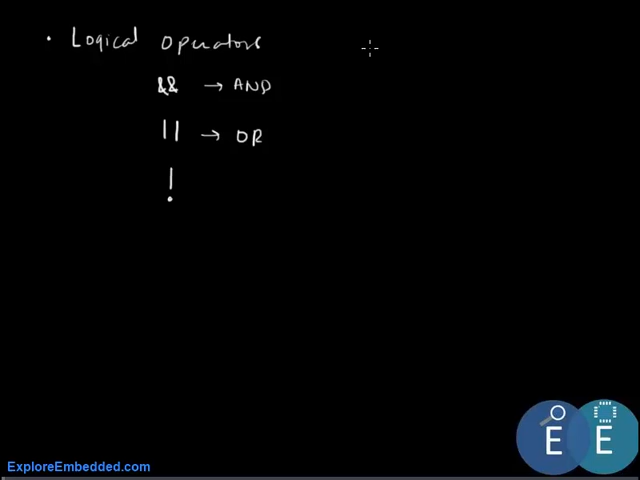 • Logical Operators
&& → AND
|| → OR
!
E E
ExploreEmbedded.com